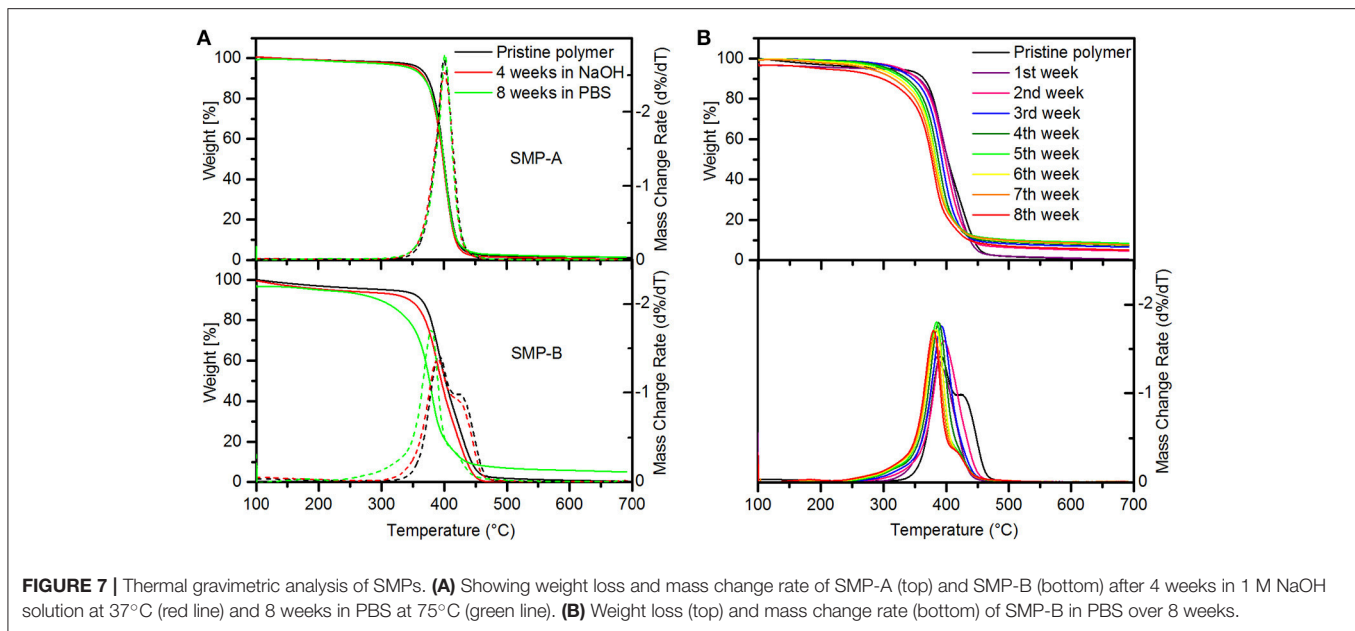 A
100
80
60
40
20
0
Weight [%]
Pristine polymer
4 weeks in NaOH
8 weeks in PBS
SMP-A
-2
-1
0
Mass Change Rate (d%/dT)
100
80
60
40
20
0
Weight [%]
SMP-B
-2
-1
0
Mass Change Rate (d%/dT)
100 200 300 400 500 600 700
Temperature (°C)
B
100
80
60
40
20
0
Weight [%]
Pristine polymer
1st week
2nd week
3rd week
4th week
5th week
6th week
7th week
8th week
-2
-1
0
Mass Change Rate (d%/dT)
100 200 300 400 500 600 700
Temperature (°C)
FIGURE 7 | Thermal gravimetric analysis of SMPs. (A) Showing weight loss and mass change rate of SMP-A (top) and SMP-B (bottom) after 4 weeks in 1 M NaOH
solution at 37°C (red line) and 8 weeks in PBS at 75°C (green line). (B) Weight loss (top) and mass change rate (bottom) of SMP-B in PBS over 8 weeks.